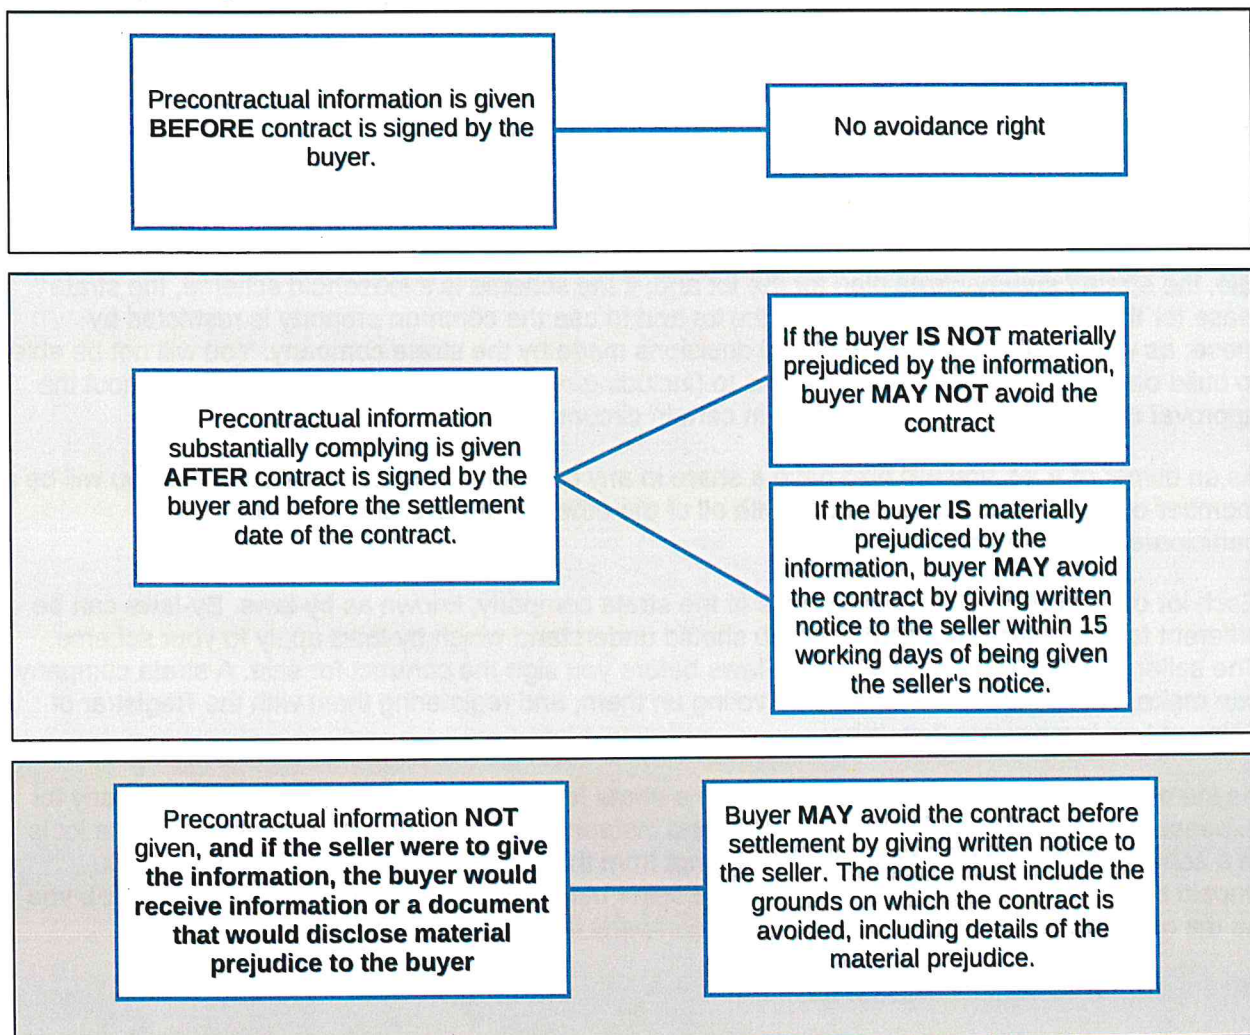 Precontractual information is given
BEFORE contract is signed by the
buyer.
No avoidance right
Precontractual information
substantially complying is given
AFTER contract is signed by the
buyer and before the settlement
date of the contract.
If the buyer IS NOT materially
prejudiced by the information,
buyer MAY NOT avoid the
contract
If the buyer IS materially
prejudiced by the
information, buyer MAY avoid
the contract by giving written
notice to the seller within 15
working days of being given
the seller's notice.
Precontractual information NOT
given, and if the seller were to give
the information, the buyer would
receive information or a document
that would disclose material
prejudice to the buyer
Buyer MAY avoid the contract before
settlement by giving written notice to
the seller. The notice must include the
grounds on which the contract is
avoided, including details of the
material prejudice.